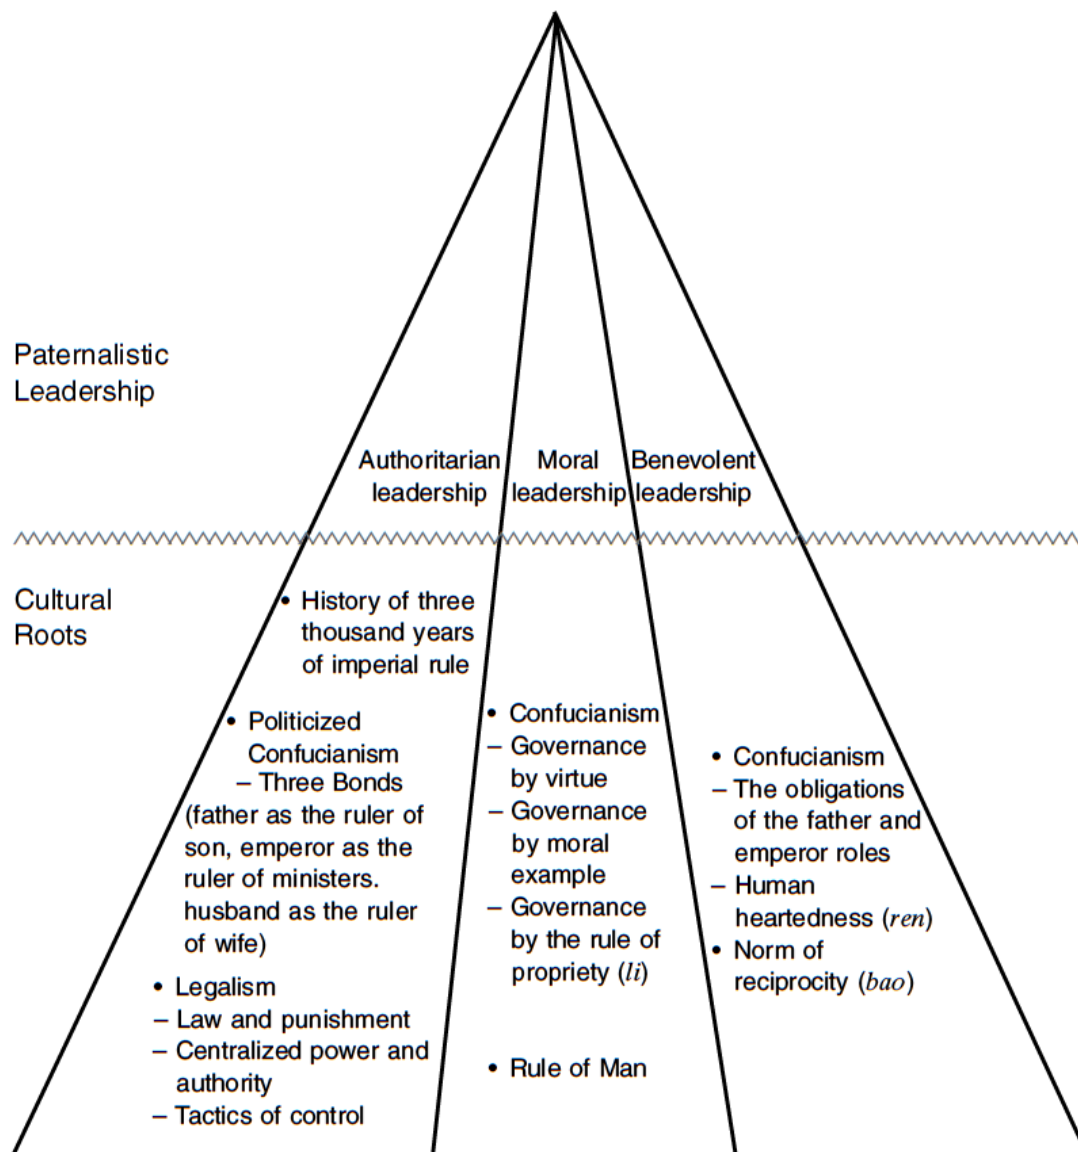 Paternalistic
Leadership
Authoritarian
leadership
Moral
leadership
Benevolent
leadership
Cultural
Roots
• History of three
thousand years
of imperial rule
• Politicized
Confucianism
– Three Bonds
(father as the ruler of
son, emperor as the
ruler of ministers.
husband as the ruler
of wife)
• Legalism
– Law and punishment
– Centralized power and
authority
– Tactics of control
• Confucianism
– Governance
by virtue
– Governance
by moral
example
– Governance
by the rule of
propriety (li)
• Rule of Man
• Confucianism
– The obligations
of the father and
emperor roles
– Human
heartedness (ren)
• Norm of
reciprocity (bao)